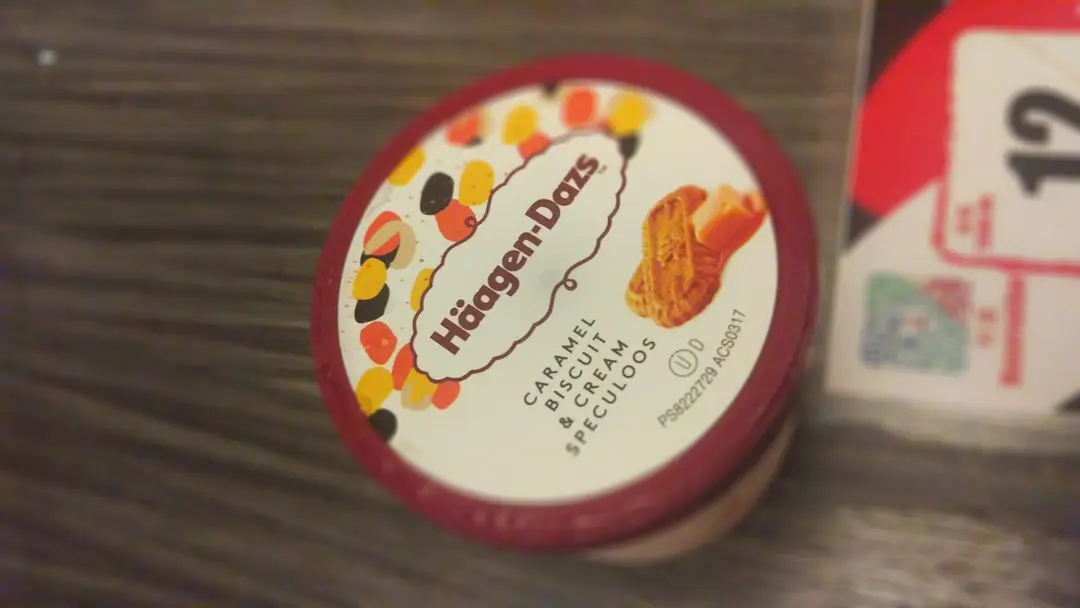 Häagen-Dazs
CARAMEL
BISCUIT
& CREAM
SPECULOOS
U D
PS8222729 ACS0317
12